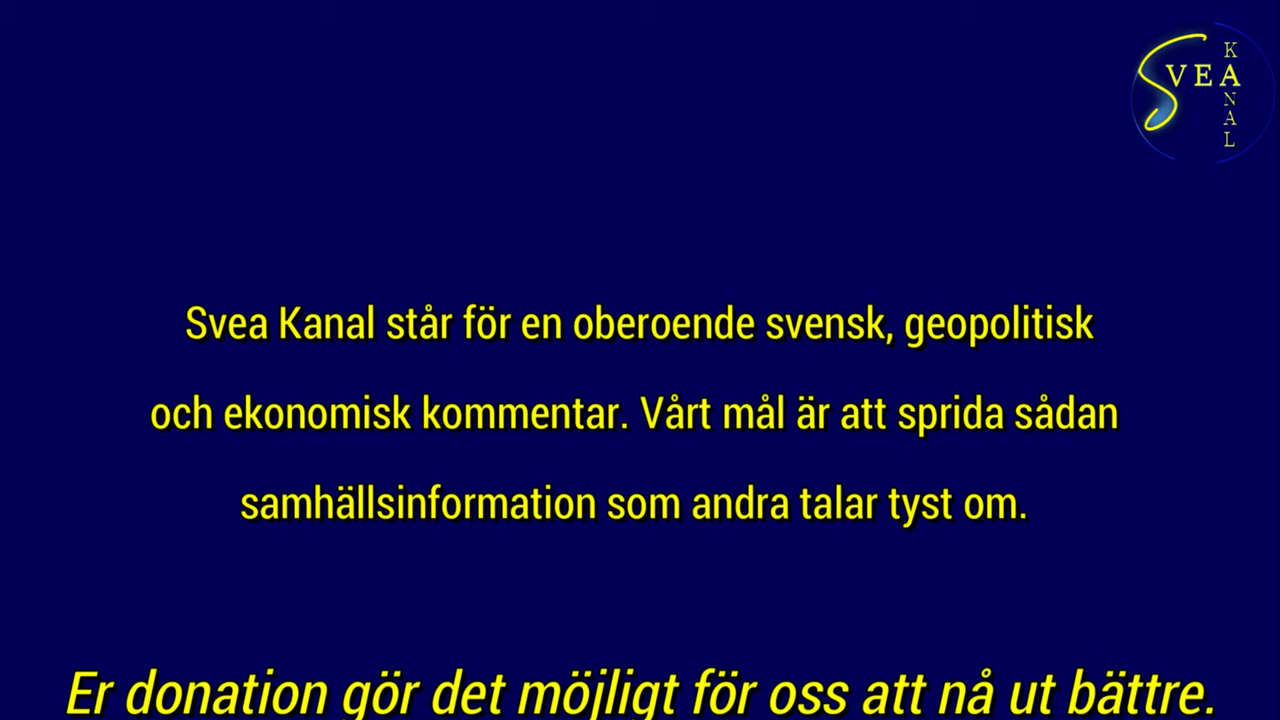 SVEA
KANAL
Svea Kanal står för en oberoende svensk, geopolitisk
och ekonomisk kommentar. Vårt mål är att sprida sådan
samhällsinformation som andra talar tyst om.
Er donation gör det möjligt för oss att nå ut bättre.